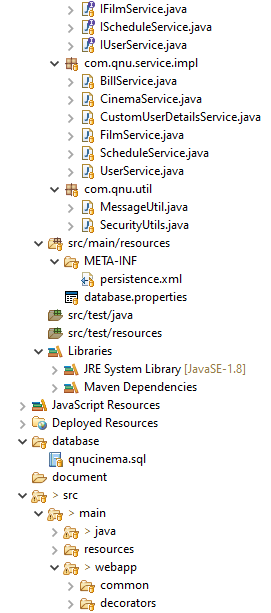 IFilmService.java
IScheduleService.java
IUserService.java
com.qnu.service.impl
BillService.java
CinemaService.java
CustomUserDetailsService.java
FilmService.java
ScheduleService.java
UserService.java
com.qnu.util
MessageUtil.java
SecurityUtils.java
src/main/resources
META-INF
persistence.xml
database.properties
src/test/java
src/test/resources
Libraries
JRE System Library [JavaSE-1.8]
Maven Dependencies
JavaScript Resources
Deployed Resources
database
qnucinema.sql
document
> src
> main
> java
resources
> webapp
common
decorators